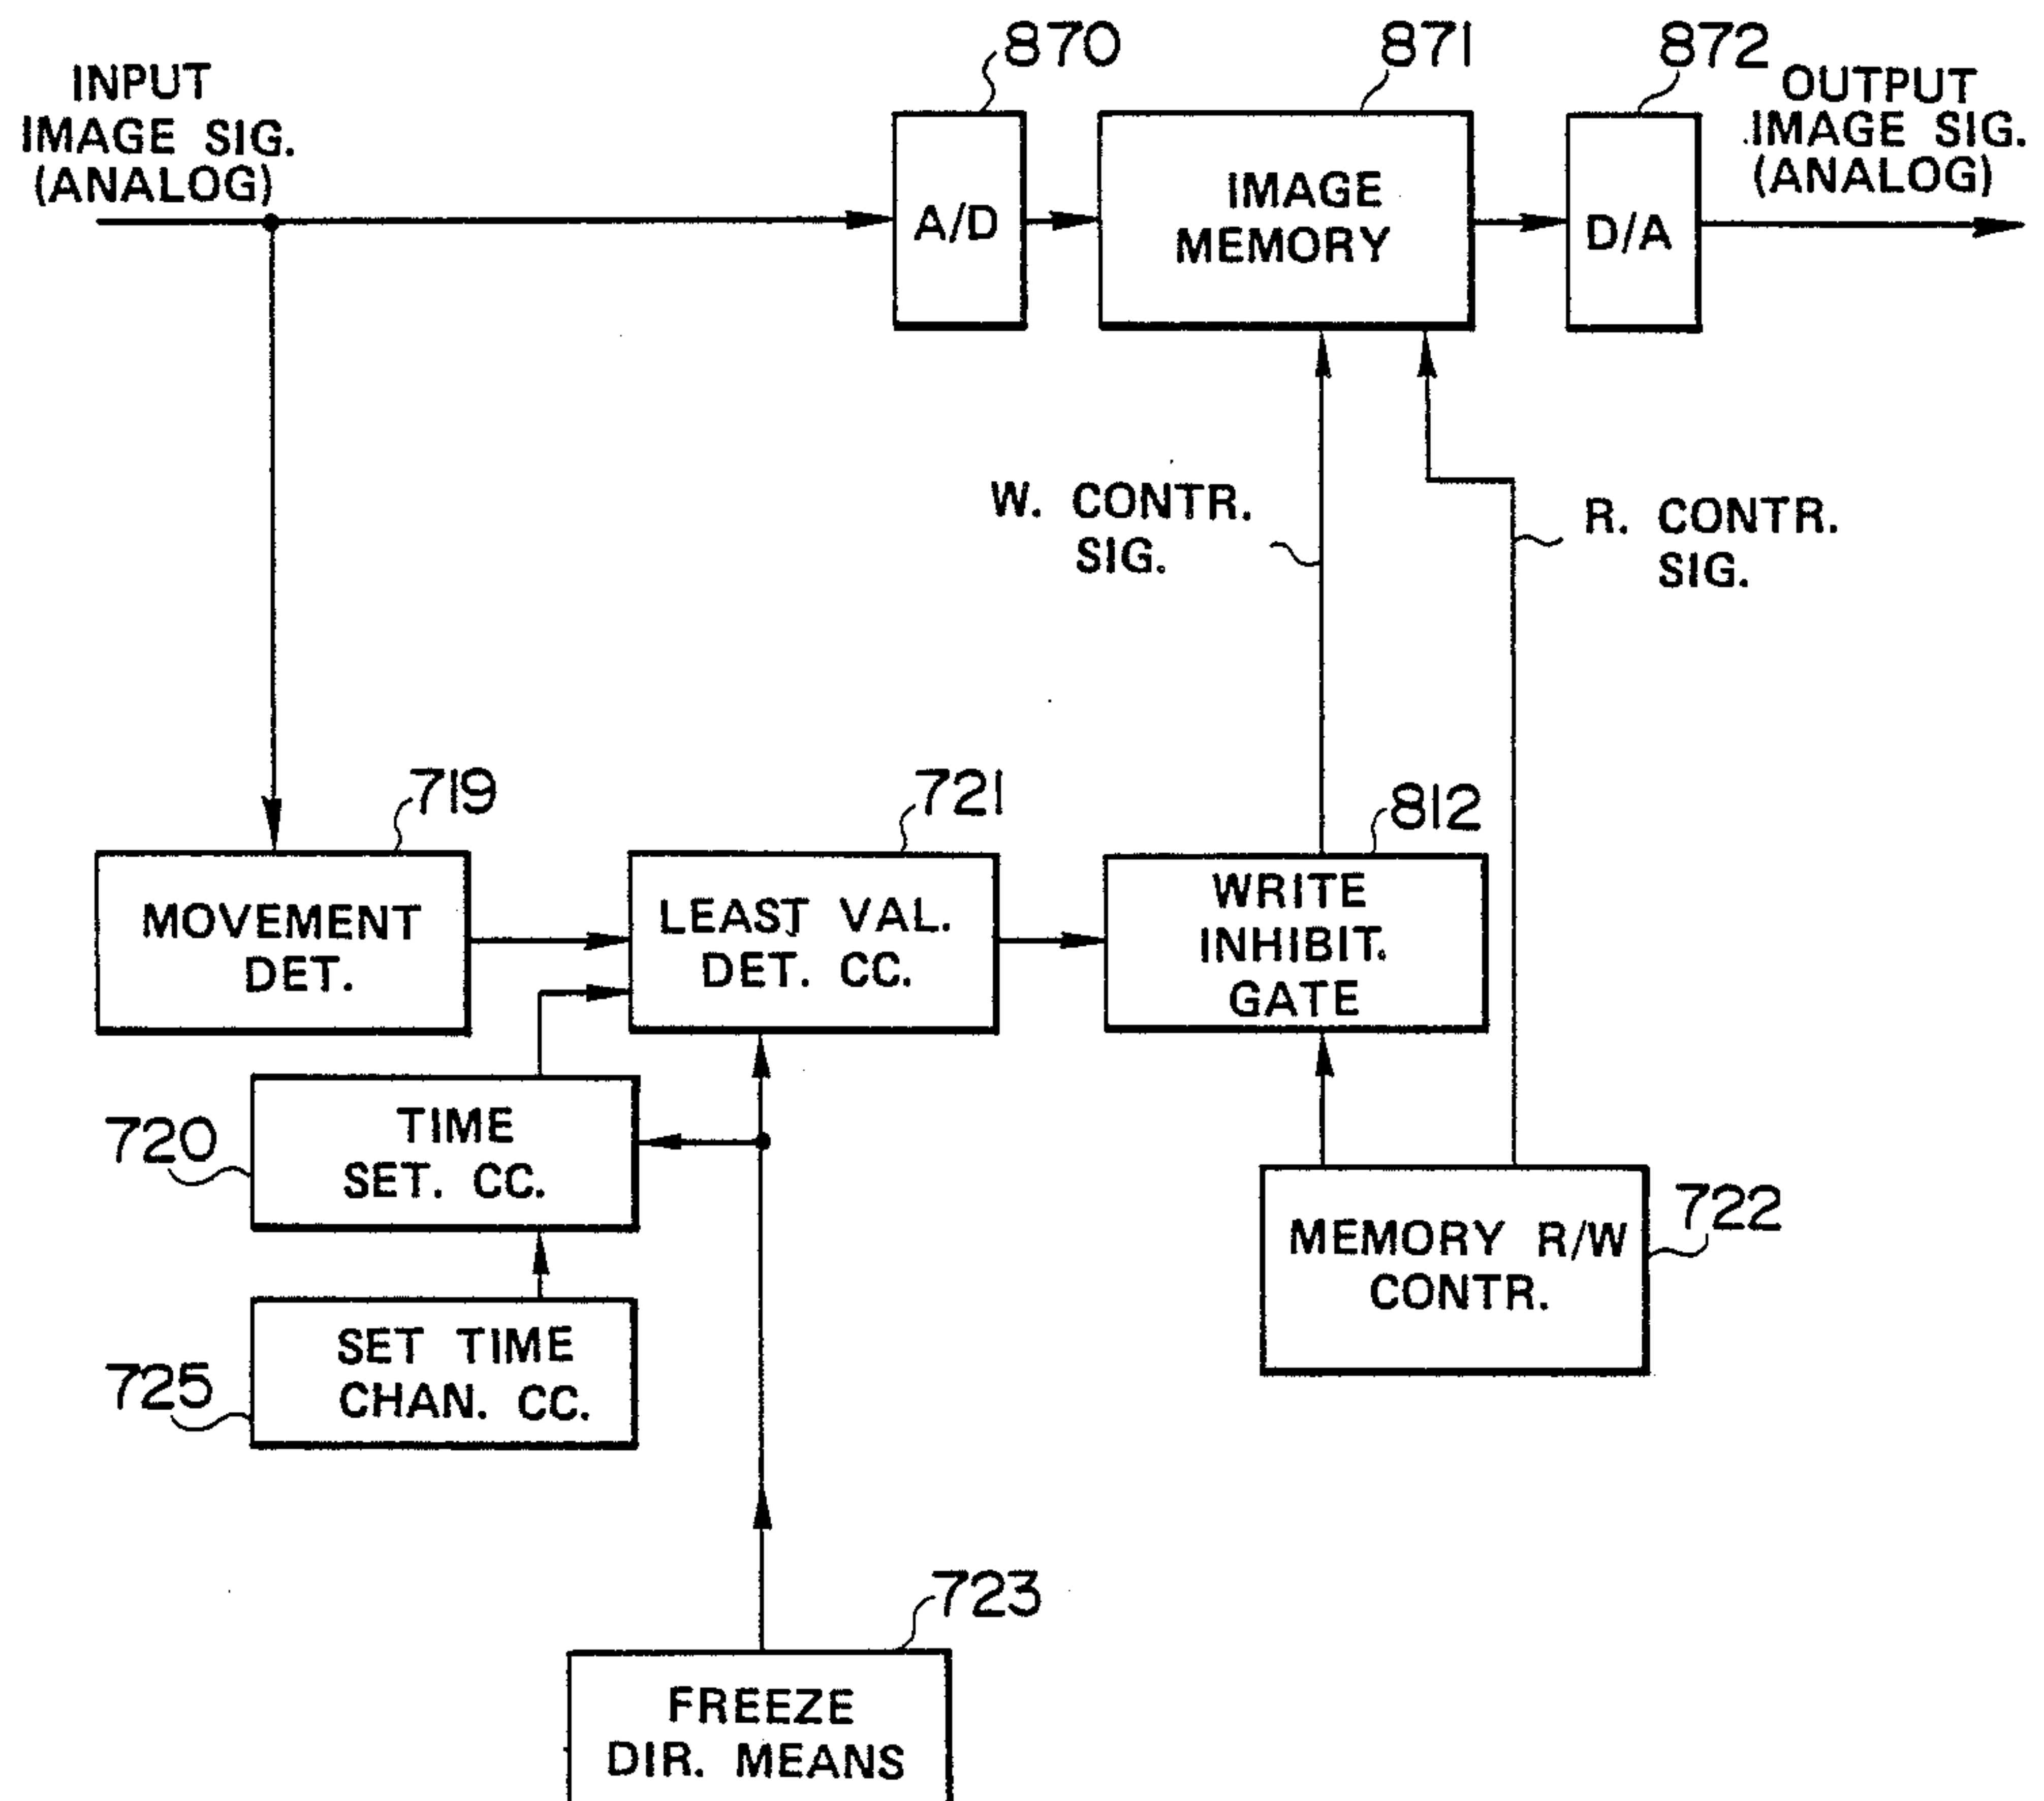 870
871
872
INPUT
IMAGE SIG.
(ANALOG)
OUTPUT
IMAGE SIG.
(ANALOG)
A/D
IMAGE
MEMORY
D/A
W. CONTR.
SIG.
R. CONTR.
SIG.
719
721
812
MOVEMENT
DET.
LEAST VAL.
DET. CC.
WRITE
INHIBIT.
GATE
720
TIME
SET. CC.
722
MEMORY R/W
CONTR.
725
SET TIME
CHAN. CC.
723
FREEZE
DIR. MEANS